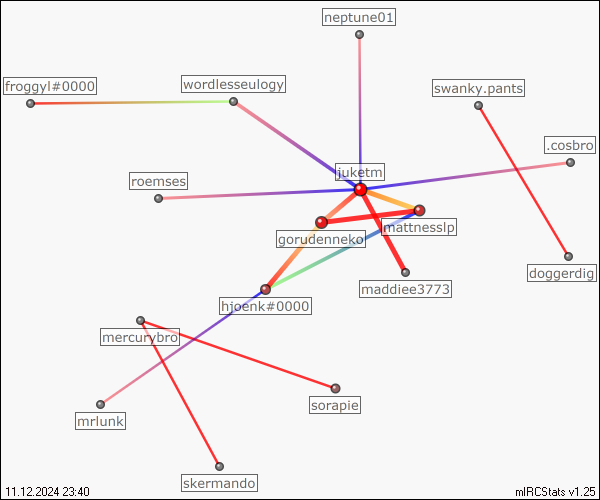 neptune01
froggyl#0000
wordlesseulogy
swanky.pants
.cosbro
juketm
roemses
mattnesslp
gorudenneko
doggerdig
maddiee3773
hjoenk#0000
mercurybro
sorapie
mrlunk
skermando
11.12.2024 23:40
mIRCStats v1.25